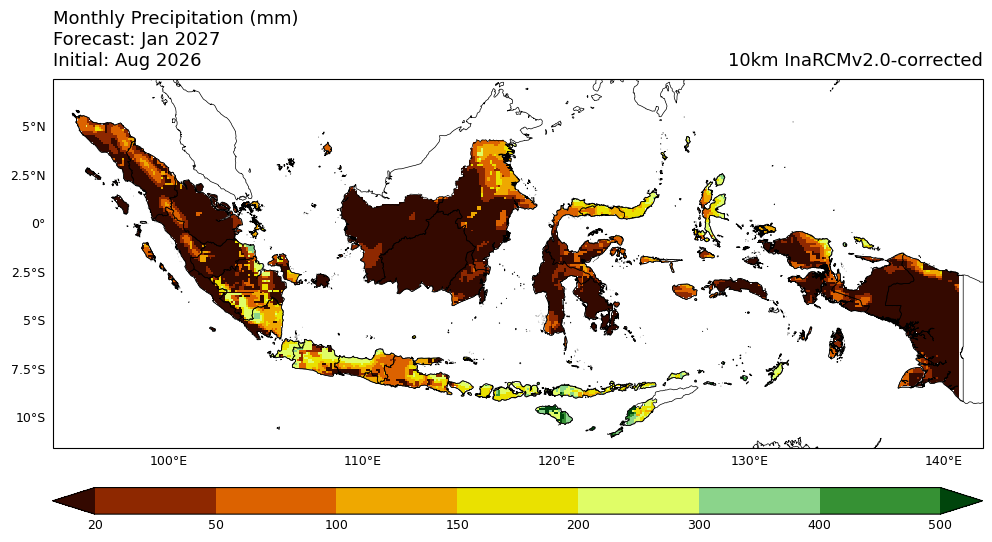 Monthly Precipitation (mm)
Forecast: Jan 2027
Initial: Aug 2026
10km InaRCMv2.0-corrected
5°N
2.5°N
0°
2.5°S
5°S
7.5°S
10°S
100°E 110°E 120°E 130°E 140°E
20 50 100 150 200 300 400 500